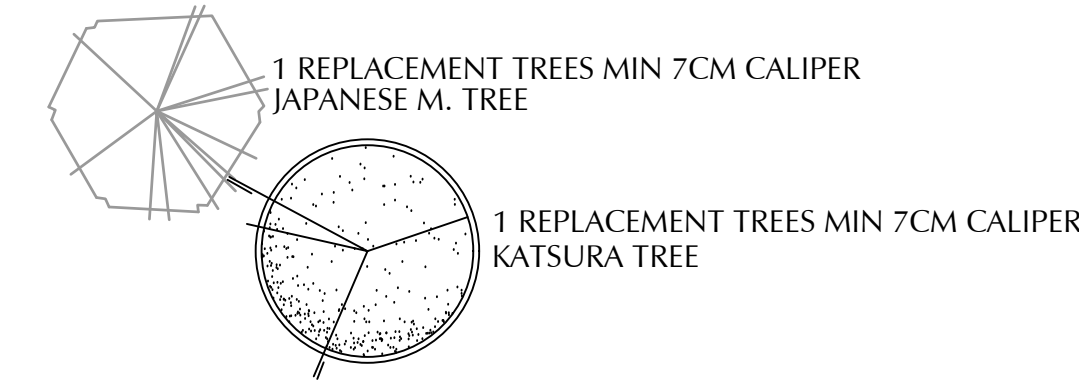 1 REPLACEMENT TREES MIN 7CM CALIPER
JAPANESE M. TREE
1 REPLACEMENT TREES MIN 7CM CALIPER
KATSURA TREE